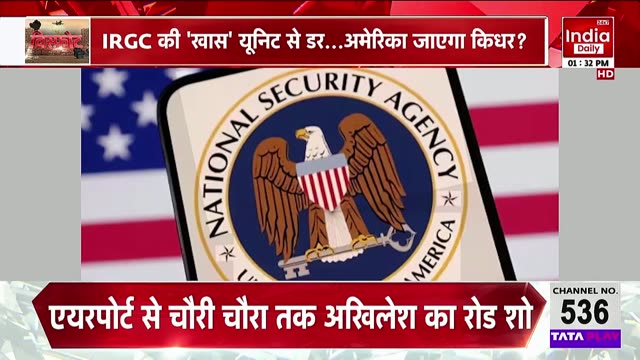 IRGC की 'खास' यूनिट से डर...अमेरिका जाएगा किधर?
24x7
India
Daily
01:32 PM
HD
NATIONAL SECURITY AGENCY
AMERICA
एयरपोर्ट से चौरी चौरा तक अखिलेश का रोड शो
CHANNEL NO.
536
TATA PLAY